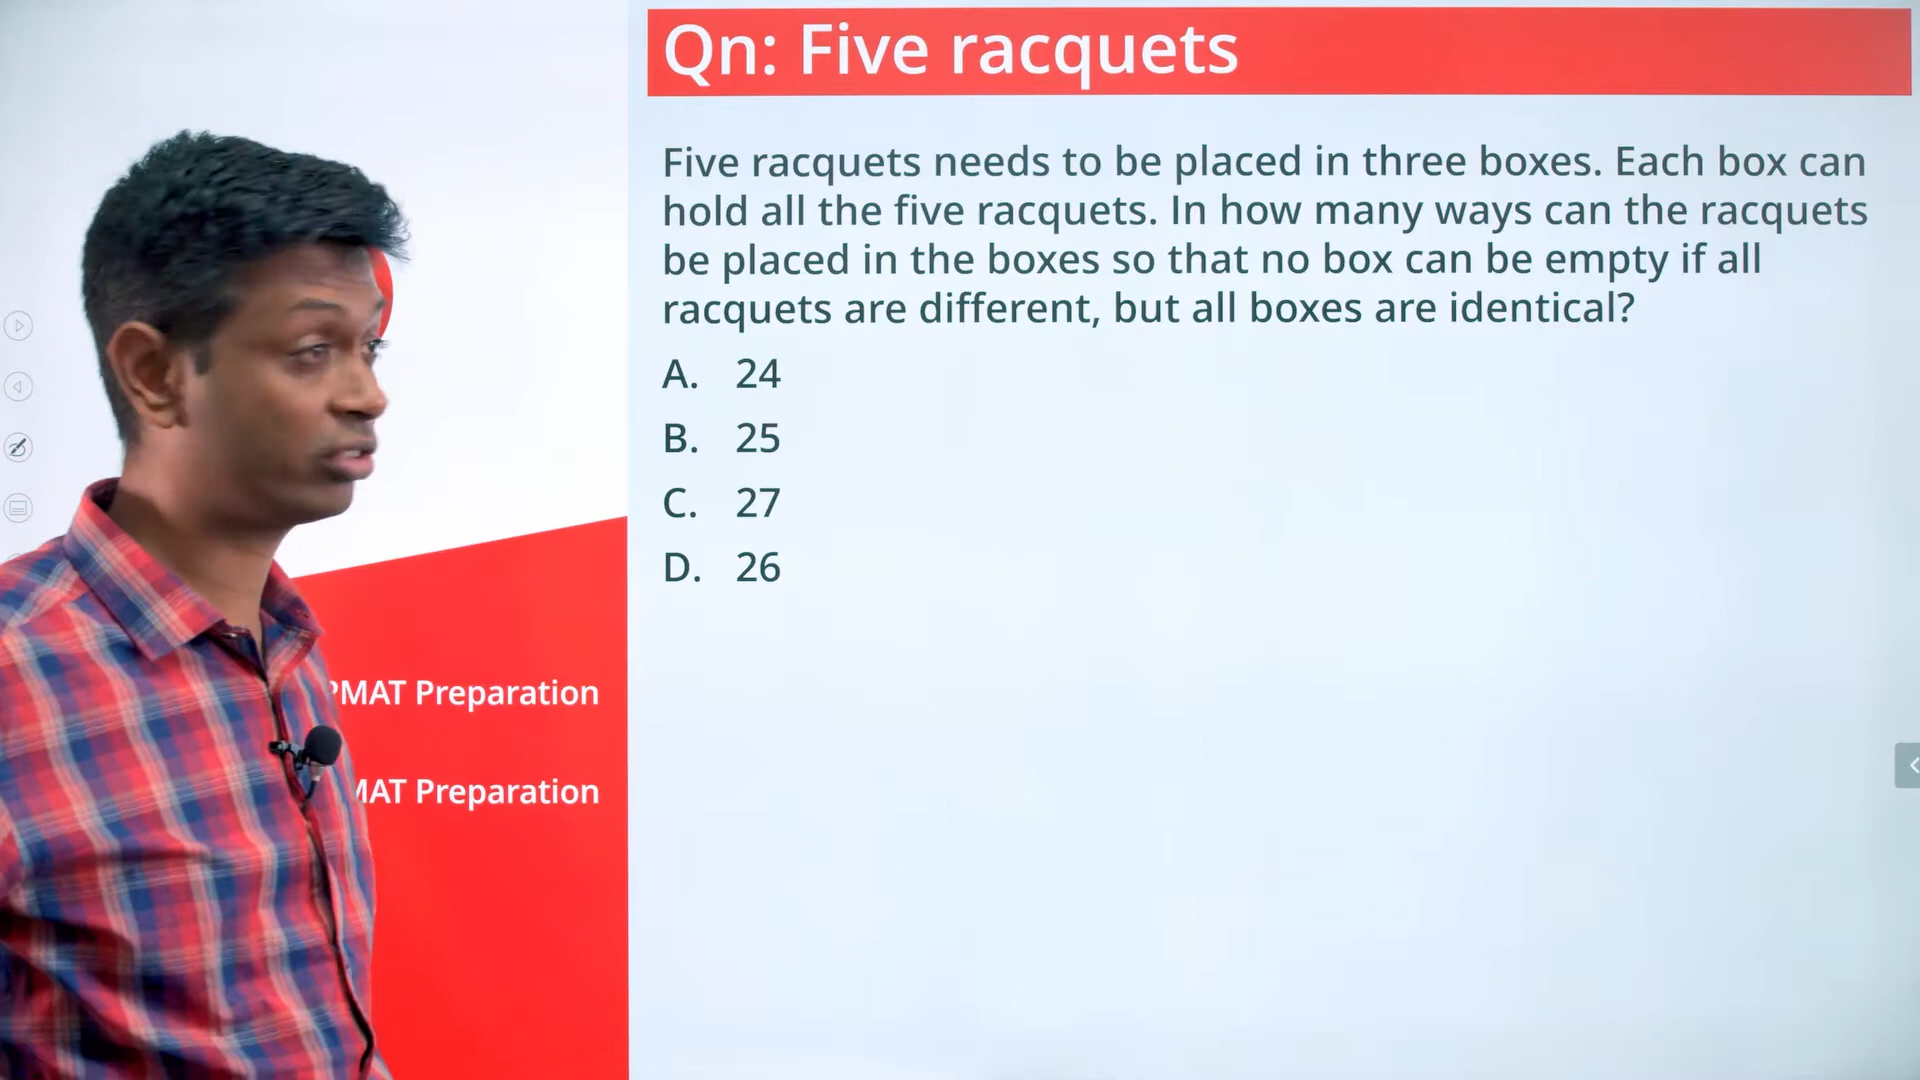 Qn: Five racquets
Five racquets needs to be placed in three boxes. Each box can
hold all the five racquets. In how many ways can the racquets
be placed in the boxes so that no box can be empty if all
racquets are different, but all boxes are identical?
A. 24
B. 25
C. 27
D. 26
PMAT Preparation
MAT Preparation